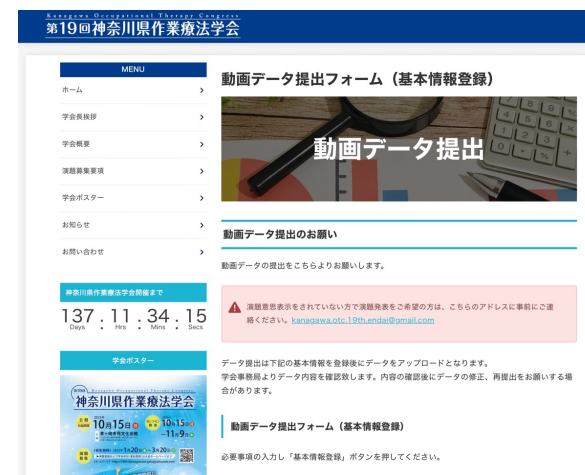 Kanagawa Occupational Therapy Congress
第19回神奈川県作業療法学会
MENU
ホーム
学会長挨拶
学会概要
演題募集要項
学会ポスター
お知らせ
お問い合わせ
神奈川県作業療法学会開催まで
137 . 11 . 34 . 15
Days Hrs Mins Secs
学会ポスター
神奈川県作業療法学会
10月15日
10月15日
〜11月9日
1月20日
3月20日
動画データ提出フォーム（基本情報登録）
動画データ提出
動画データ提出のお願い
動画データの提出をこちらよりお願いします。
演題意思表示をされていない方で演題発表をご希望の方は、こちらのアドレスに事前にご連
絡ください。kanagawa.otc.19th.endai@gmail.com
データ提出は下記の基本情報を登録後にデータをアップロードとなります。
学会事務局よりデータ内容を確認致します。内容の確認後にデータの修正、再提出をお願いする場
合があります。
動画データ提出フォーム（基本情報登録）
必要事項の入力し「基本情報登録」ボタンを押してください。